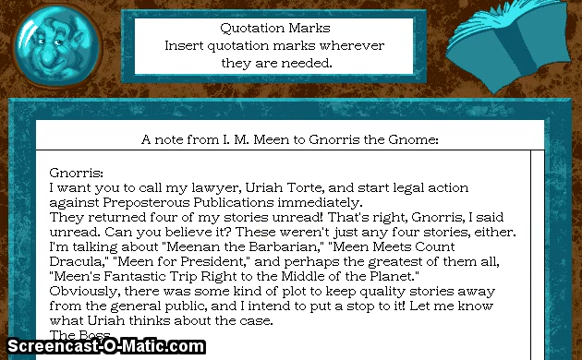 Quotation Marks
Insert quotation marks wherever
they are needed.
A note from I. M. Meen to Gnorris the Gnome:
Gnorris:
I want you to call my lawyer, Uriah Torte, and start legal action
against Preposterous Publications immediately.
They returned four of my stories unread! That's right, Gnorris, I said
unread. Can you believe it? These weren't just any four stories, either.
I'm talking about "Meenan the Barbarian," "Meen Meets Count
Dracula," "Meen for President," and perhaps the greatest of them all,
"Meen's Fantastic Trip Right to the Middle of the Planet."
Obviously, there was some kind of plot to keep quality stories away
from the general public, and I intend to put a stop to it! Let me know
what Uriah thinks about the case.
The Boss
Screencast-O-Matic.com